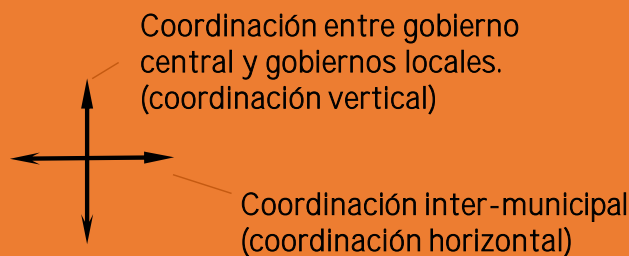 Coordinación entre gobierno
central y gobiernos locales.
(coordinación vertical)
Coordinación inter-municipal
(coordinación horizontal)